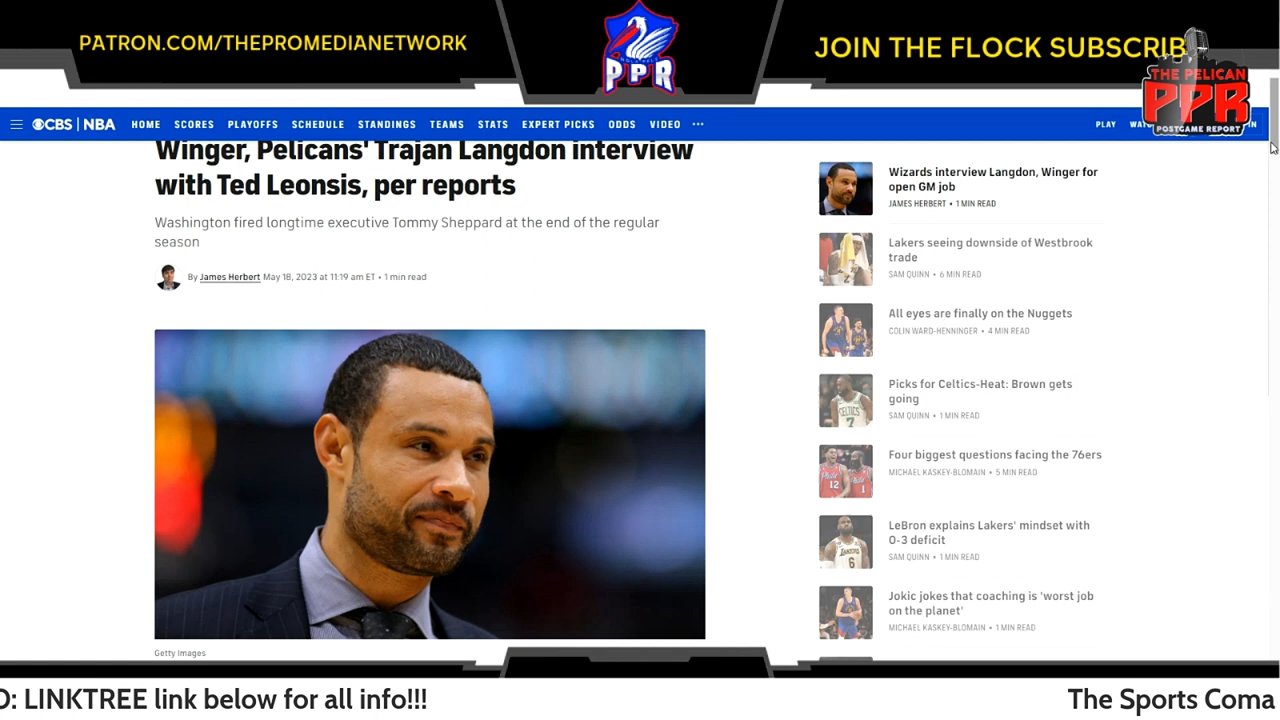 PATRON.COM/THEPROMEDIANETWORK
PPR
JOIN THE FLOCK SUBSCRIB
THE PELICAN
PPR
POSTGAME REPORT
CBS | NBA HOME SCORES PLAYOFFS SCHEDULE STANDINGS TEAMS STATS EXPERT PICKS ODDS VIDEO ••• PLAY
Winger, Pelicans' Trajan Langdon interview
with Ted Leonsis, per reports
Washington fired longtime executive Tommy Sheppard at the end of the regular
season
By James Herbert May 18, 2023 at 11:19 am ET • 1 min read
Getty Images
Wizards interview Langdon, Winger for
open GM job
JAMES HERBERT • 1 MIN READ
Lakers seeing downside of Westbrook
trade
SAM QUINN • 6 MIN READ
All eyes are finally on the Nuggets
COLIN WARD-HENNINGER • 4 MIN READ
Picks for Celtics-Heat: Brown gets
going
SAM QUINN • 1 MIN READ
Four biggest questions facing the 76ers
MICHAEL KASKEY-BLOMAIN • 5 MIN READ
LeBron explains Lakers' mindset with
0-3 deficit
SAM QUINN • 1 MIN READ
Jokic jokes that coaching is 'worst job
on the planet'
MICHAEL KASKEY-BLOMAIN • 1 MIN READ
O: LINKTREE link below for all info!!!
The Sports Coma